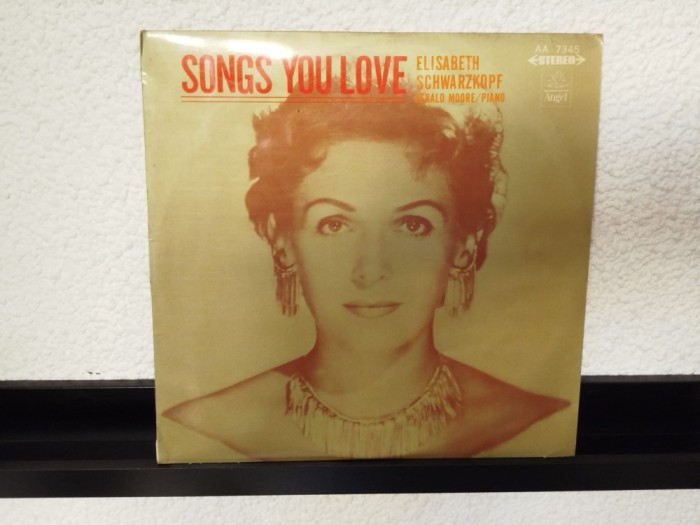 AA 7345
STEREO
SONGS YOU LOVE
ELISABETH
SCHWARZKOPF
GERALD MOORE/PIANO
Angel